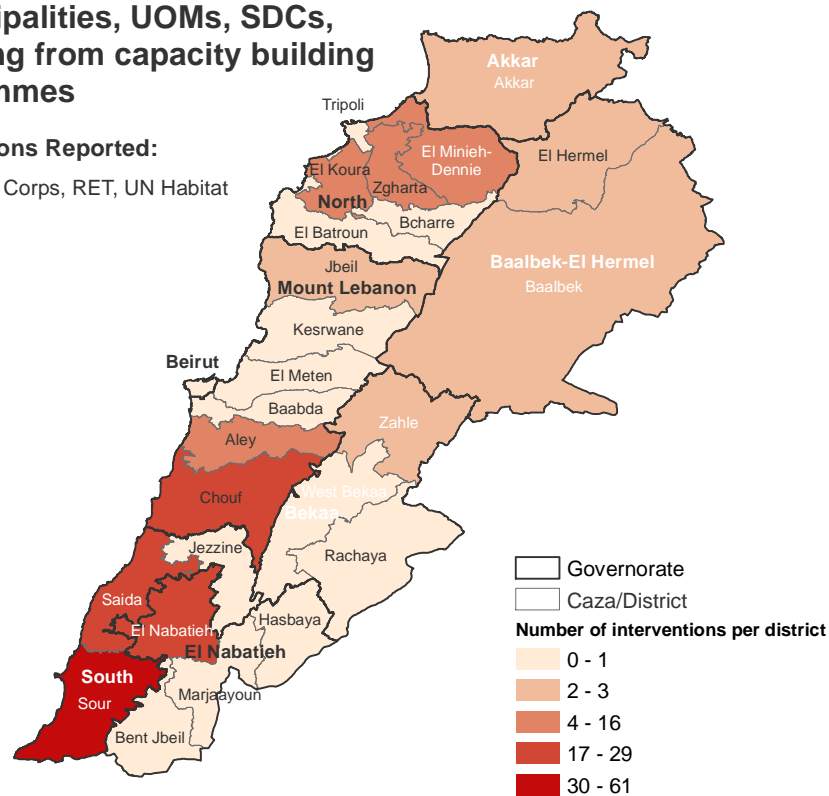 ipalities, UOMs, SDCs,
ng from capacity building
mmes
ons Reported:
Corps, RET, UN Habitat
Akkar
Akkar
Tripoli
El Minieh-
Dennie
El Hermel
El Koura
Zgharta
North
Bcharre
El Batroun
Baalbek-El Hermel
Baalbek
Jbeil
Mount Lebanon
Kesrwane
Beirut
El Meten
Baabda
Zahle
Aley
West Bekaa
Chouf
Bekaa
Jezzine
Rachaya
Saida
Hasbaya
El Nabatieh
El Nabatieh
South
Sour
Marjaayoun
Bent Jbeil
Governorate
Caza/District
Number of interventions per district
0 - 1
2 - 3
4 - 16
17 - 29
30 - 61